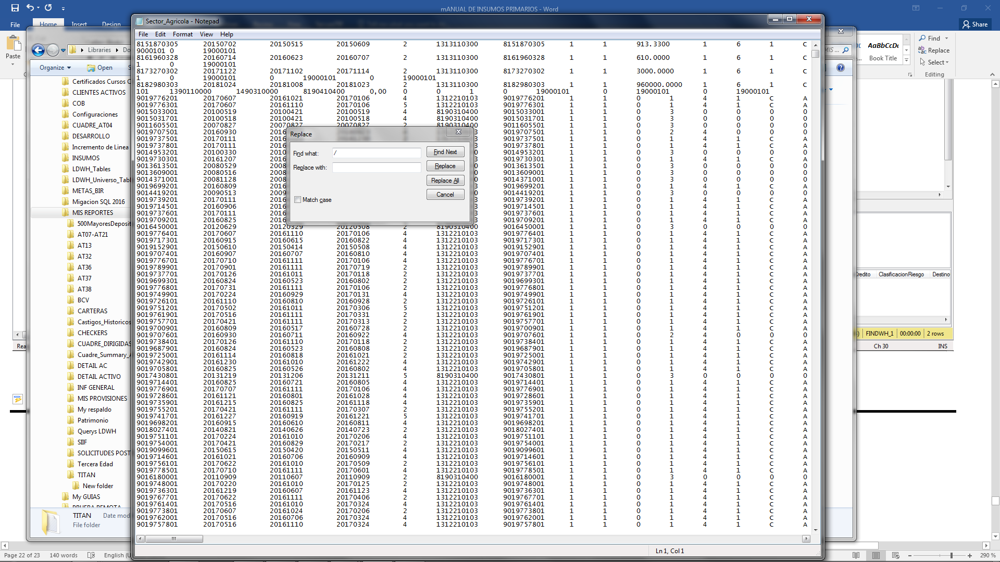 mANUAL DE INSUMOS PRIMARIOS - Word
File Home Insert Design
Share
Paste
Find
Replace
Select
Editing
AaBbCcDı
Book Title
Libraries Do
Organize Open
Certificados Cursos C
CLIENTES ACTIVOS
COB
Configuraciones
CUADRE_AT04
DESARROLLO
Incremento de Linea
INSUMOS
LDWH_Tables
LDWH_Universo_Tabl
METAS_BIR
Migacion SQL 2016
MIS REPORTES
500MayoresDeposit
AT07-AT21
AT13
AT32
AT36
AT37
AT38
BCV
CARTERAS
Castigos_Historicos
CHECKERS
CUADRE_DIRIGIDAS
Cuadre_Summary_A
DETAIL AC
DETAIL ACTIVO
INF GENERAL
MIS PROVISIONES
My respaldo
Patrimonio
Querys LDWH
SIIF
SOLICITUDES POST
Tercera Edad
TITAN
New folder
My GUIAS
PRUEBA REMOTA
TITAN Date mod
File folder
Sector_Agricola - Notepad
File Edit Format View Help
8151870305 20150702 20150515 20150609 2 1313110300 8151870305 1 1 913.3300 1 6 1 C
9000101 0 19000101
8161960328 20160714 20160623 20160707 2 1313110300 8161960328 1 1 610.0000 1 6 1 C
1 0 19000101
8173270302 20171122 20171102 20171114 2 1313110300 8173270302 1 1 3000.0000 1 6 1 C
1 0 19000101 0 19000101 0 19000101
8182980303 20181024 20181008 20181023 2 1313110300 8182980303 1 1 960000.0000 1 6 1 C
101 1390110000 1490310000 8190410400 0,00 0 0 1 0 19000101 0 19000101 0 19000101
9019776201 20170607 20161021 20170106 4 1312210103 9019776201 1 1 0 1 4 1 C A
9019776301 20170607 20161110 20170106 5 1312210103 9019776301 1 1 0 1 4 1 C A
9015033001 20100519 20100421 20100519 4 8190310400 9015033001 1 1 0 3 0 0 0 0
9015031701 20100518 20100421 20100518 4 8190310400 9015031701 1 1 0 3 0 0 0 0
9011605501 20070827 20070827 20070827 2 8190310400 9011605501 1 1 0 3 0 0 0 0
9019707501 20160930 2016 9019707501 1 1 0 2 4 0 0 0
9019737501 20170111 2016 9019737501 1 1 0 1 4 1 C A
9019737801 20170111 2016 9019737801 1 1 0 1 4 1 C A
9014953201 20100330 2010 0 9014953201 1 1 0 3 0 0 0 0
9019730301 20161207 2016 9019730301 1 1 0 1 4 1 C A
9013613501 20080529 2008 0 9013613501 1 1 0 3 0 0 0 0
9013609001 20080516 2008 0 9013609001 1 1 0 3 0 0 0 0
9014371001 20081128 2008 0 9014371001 1 1 0 3 0 0 0 0
9019699201 20160809 2016 9019699201 1 1 0 1 4 1 C A
9014419201 20090513 2009 0 9014419201 1 1 0 3 0 0 0 0
9019739201 20170111 2016 9019739201 1 1 0 1 4 1 C A
9019714501 20160906 2016 9019714501 1 1 0 1 4 1 C A
9019737601 20170111 2016 9019737601 1 1 0 1 4 1 C A
9019709201 20160825 2016 9019709201 1 1 0 1 4 1 C A
9016450001 20120629 20120329 20120508 2 8190310400 9016450001 1 1 0 3 0 0 0 0
9019776401 20170607 20161110 20170106 4 1312210103 9019776401 1 1 0 1 4 1 C A
9019717301 20160915 20160615 20160822 4 1312210103 9019717301 1 1 0 1 4 1 C A
9019152901 20150610 20150414 20150508 4 1312210103 9019152901 1 1 0 1 4 1 C A
9019707401 20160907 20160707 20160810 4 1312210103 9019707401 1 1 0 1 4 1 C A
9019776701 20170710 20161111 20170106 4 1312210103 9019776701 1 1 0 1 4 1 C A
9019789901 20170901 20161111 20170719 2 1312210103 9019789901 1 1 0 1 4 1 C A
9019737701 20170126 20161011 20170118 2 1312210103 9019737701 1 1 0 1 4 1 C A
9019699301 20160824 20160523 20160802 2 1312210103 9019699301 1 1 0 1 4 1 C A
9019776801 20170731 20161111 20170106 2 1312210103 9019776801 1 1 0 1 4 1 C A
9019749901 20170224 20160929 20170131 4 1312210103 9019749901 1 1 0 1 4 1 C A
9019726101 20161110 20160810 20160928 2 1312210103 9019726101 1 1 0 1 4 1 C A
9019751201 20170502 20161011 20170306 5 1312210103 9019751201 1 1 0 1 4 1 C A
9019761901 20170516 20161111 20170331 2 1312210103 9019761901 1 1 0 1 4 1 C A
9019757701 20170421 20161111 20170313 2 1312210103 9019757701 1 1 0 1 4 1 C A
9019700901 20160809 20160517 20160728 2 1312210103 9019700901 1 1 0 1 4 1 C A
9019707601 20160930 20160711 20160922 4 1312210103 9019707601 1 1 0 2 4 0 0 0
9019738401 20170126 20161110 20170118 2 1312210103 9019738401 1 1 0 1 4 1 C A
9019687901 20160824 20160523 20160808 2 1312210103 9019687901 1 1 0 1 4 1 C A
9019725001 20161114 20160818 20161021 2 1312210103 9019725001 1 1 0 1 4 1 C A
9019742901 20161230 20161010 20161222 4 1312210103 9019742901 1 1 0 1 4 1 C A
9019705801 20160825 20160526 20160802 4 1312210103 9019705801 1 1 0 1 4 1 C A
9017430801 20131219 20131206 20131211 5 8190310400 9017430801 1 1 0 3 0 0 0 0
9019714401 20160825 20160721 20160805 4 1312210103 9019714401 1 1 0 1 4 1 C A
9019776901 20170707 20161111 20170106 4 1312210103 9019776901 1 1 0 1 4 1 C A
9019728601 20161121 20160801 20161028 4 1312210103 9019728601 1 1 0 1 4 1 C A
9019735901 20161215 20160825 20161118 4 1312210103 9019735901 1 1 0 1 4 1 C A
9019755201 20170421 20161111 20170307 2 1312210103 9019755201 1 1 0 1 4 1 C A
9019741701 20161227 20160919 20161221 5 1312210103 9019741701 1 1 0 1 4 1 C A
9019698201 20160915 20160610 20160811 4 1312210103 9019698201 1 1 0 1 4 1 C A
9018027401 20140821 20140626 20140723 2 1312210103 9018027401 1 1 0 1 4 1 C A
9019751101 20170224 20161010 20170206 4 1312210103 9019751101 1 1 0 1 4 1 C A
9019754001 20170421 20160829 20170217 2 1312210103 9019754001 1 1 0 1 4 1 C A
9019099601 20150615 20150420 20150511 4 1312210103 9019099601 1 1 0 1 4 1 C A
9019714601 20161021 20160706 20160909 4 1312210103 9019714601 1 1 0 1 4 1 C A
9019756101 20170622 20161010 20170509 2 1312210103 9019756101 1 1 0 1 4 1 C A
9019778501 20170710 20161111 20170601 4 1312210103 9019778501 1 1 0 1 4 1 C A
9016180001 20110909 20110607 20110909 2 8190310400 9016180001 1 1 0 3 0 0 0 0
9019748001 20170220 20161010 20170125 2 1312210103 9019748001 1 1 0 1 4 1 C A
9019736301 20161219 20160607 20161123 4 1312210103 9019736301 1 1 0 1 4 1 C A
9019767701 20170622 20161111 20170406 2 1312210103 9019767701 1 1 0 1 4 1 C A
9019761401 20170516 20161010 20170324 4 1312210103 9019761401 1 1 0 1 4 1 C A
9019773801 20170607 20161024 20170206 2 1312210103 9019773801 1 1 0 1 4 1 C A
9019762001 20170516 20160706 20170324 4 1312210103 9019762001 1 1 0 1 4 1 C A
9019757801 20170516 20161110 20170324 4 1312210103 9019757801 1 1 0 1 4 1 C A
Ln 1, Col 1
Replace
Find what: /
Find Next
Replace with:
Replace
Replace All
Cancel
Match case
MIS ...
Credito ClasificacionRiesgo Destino
) FINDWH_1 00:00:00 2 rows
Rea Ch 30 INS
Page 22 of 23 140 words English (U
290 %